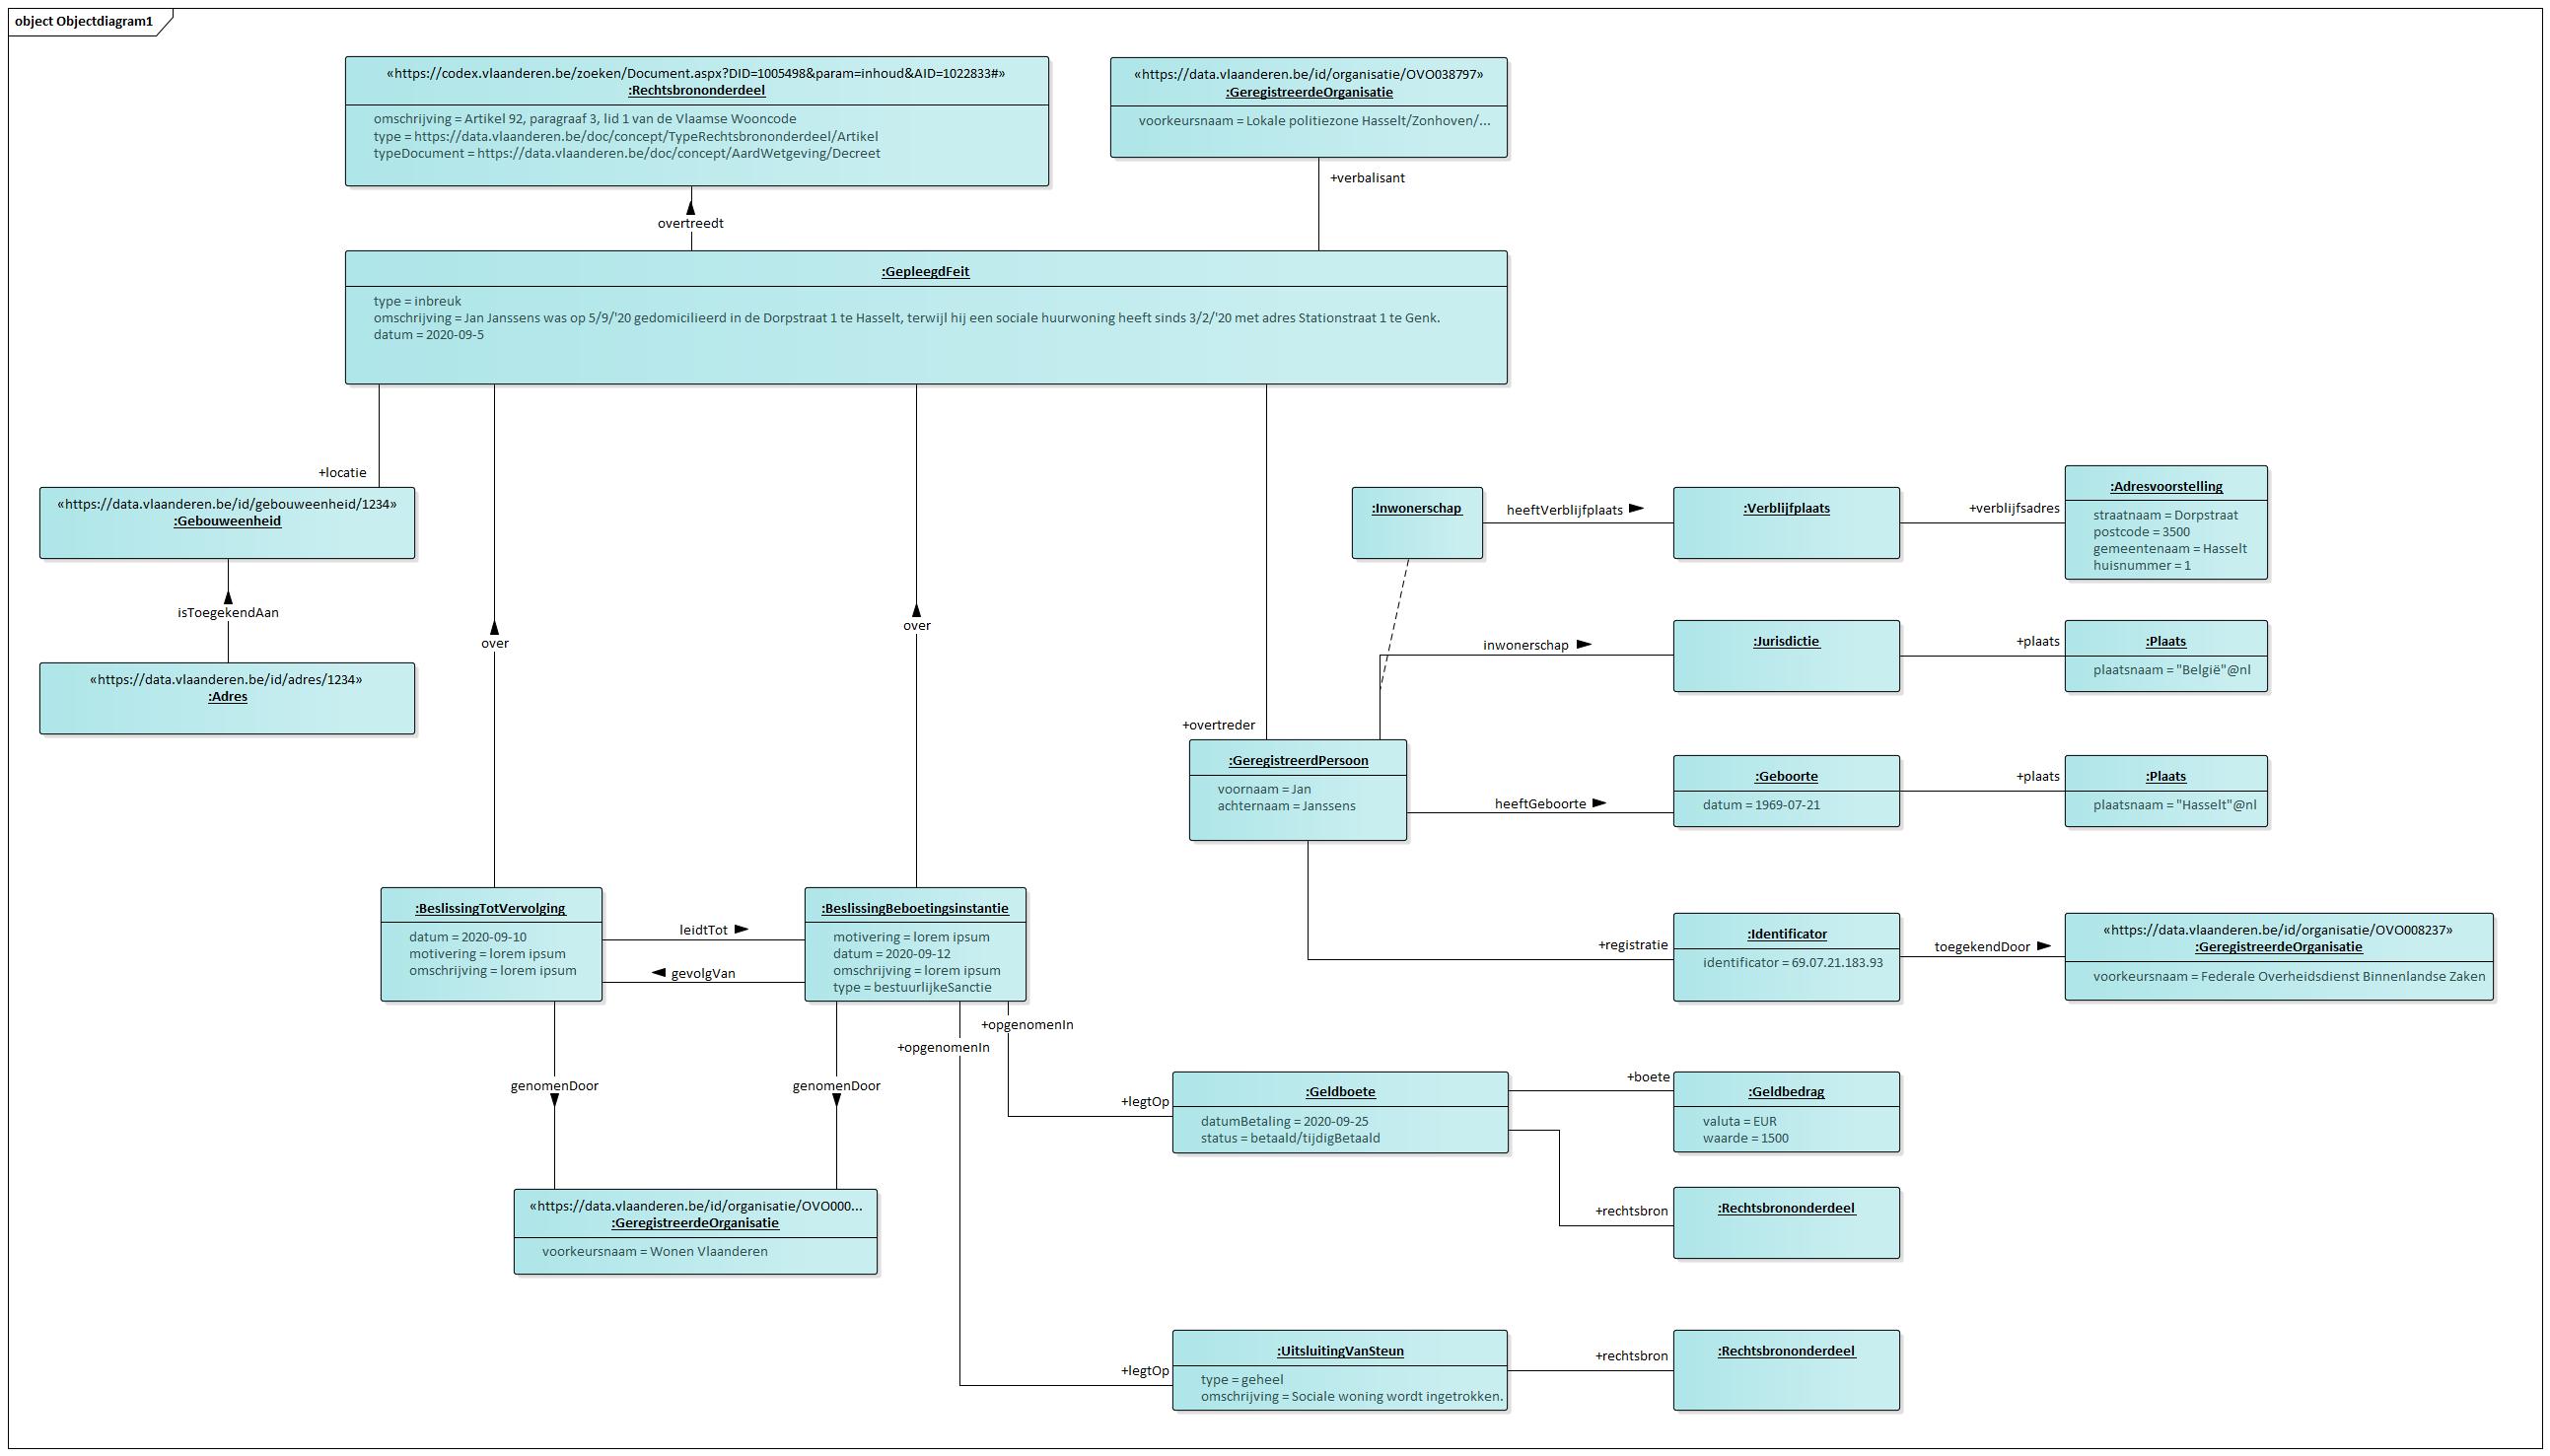 object Objectdiagram1
«https://codex.vlaanderen.be/zoeken/Document.aspx?DID=1005498&param=inhoud&AID=1022833#»
:Rechtsbrononderdeel
omschrijving = Artikel 92, paragraaf 3, lid 1 van de Vlaamse Wooncode
type = https://data.vlaanderen.be/doc/concept/TypeRechtsbrononderdeel/Artikel
typeDocument = https://data.vlaanderen.be/doc/concept/AardWetgeving/Decreet
«https://data.vlaanderen.be/id/organisatie/OVO038797»
:GeregistreerdeOrganisatie
voorkeursnaam = Lokale politiezone Hasselt/Zonhoven/...
+verbalisant
overtreedt
:GepleegdFeit
type = inbreuk
omschrijving = Jan Janssens was op 5/9/'20 gedomicilieerd in de Dorpstraat 1 te Hasselt, terwijl hij een sociale huurwoning heeft sinds 3/2/'20 met adres Stationstraat 1 te Genk.
datum = 2020-09-5
+locatie
«https://data.vlaanderen.be/id/gebouweenheid/1234»
:Gebouweenheid
isToegekendAan
«https://data.vlaanderen.be/id/adres/1234»
:Adres
over
over
:Inwonerschap
heeftVerblijfplaats
:Verblijfplaats
+verblijfsadres
:Adresvoorstelling
straatnaam = Dorpstraat
postcode = 3500
gemeentenaam = Hasselt
huisnummer = 1
inwonerschap
:Jurisdictie
+plaats
:Plaats
plaatsnaam = "België"@nl
+overtreder
:GeregistreerdPersoon
voornaam = Jan
achternaam = Janssens
heeftGeboorte
:Geboorte
datum = 1969-07-21
+plaats
:Plaats
plaatsnaam = "Hasselt"@nl
+registratie
:Identificator
identificator = 69.07.21.183.93
toegekendDoor
«https://data.vlaanderen.be/id/organisatie/OVO008237»
:GeregistreerdeOrganisatie
voorkeursnaam = Federale Overheidsdienst Binnenlandse Zaken
:BeslissingTotVervolging
datum = 2020-09-10
motivering = lorem ipsum
omschrijving = lorem ipsum
leidtTot
gevolgVan
:BeslissingBeboetingsinstantie
motivering = lorem ipsum
datum = 2020-09-12
omschrijving = lorem ipsum
type = bestuurlijkeSanctie
+opgenomenIn
+opgenomenIn
genomenDoor
genomenDoor
«https://data.vlaanderen.be/id/organisatie/OVO000...
:GeregistreerdeOrganisatie
voorkeursnaam = Wonen Vlaanderen
+legtOp
:Geldboete
datumBetaling = 2020-09-25
status = betaald/tijdigBetaald
+boete
:Geldbedrag
valuta = EUR
waarde = 1500
+rechtsbron
:Rechtsbrononderdeel
+legtOp
:UitsluitingVanSteun
type = geheel
omschrijving = Sociale woning wordt ingetrokken.
+rechtsbron
:Rechtsbrononderdeel